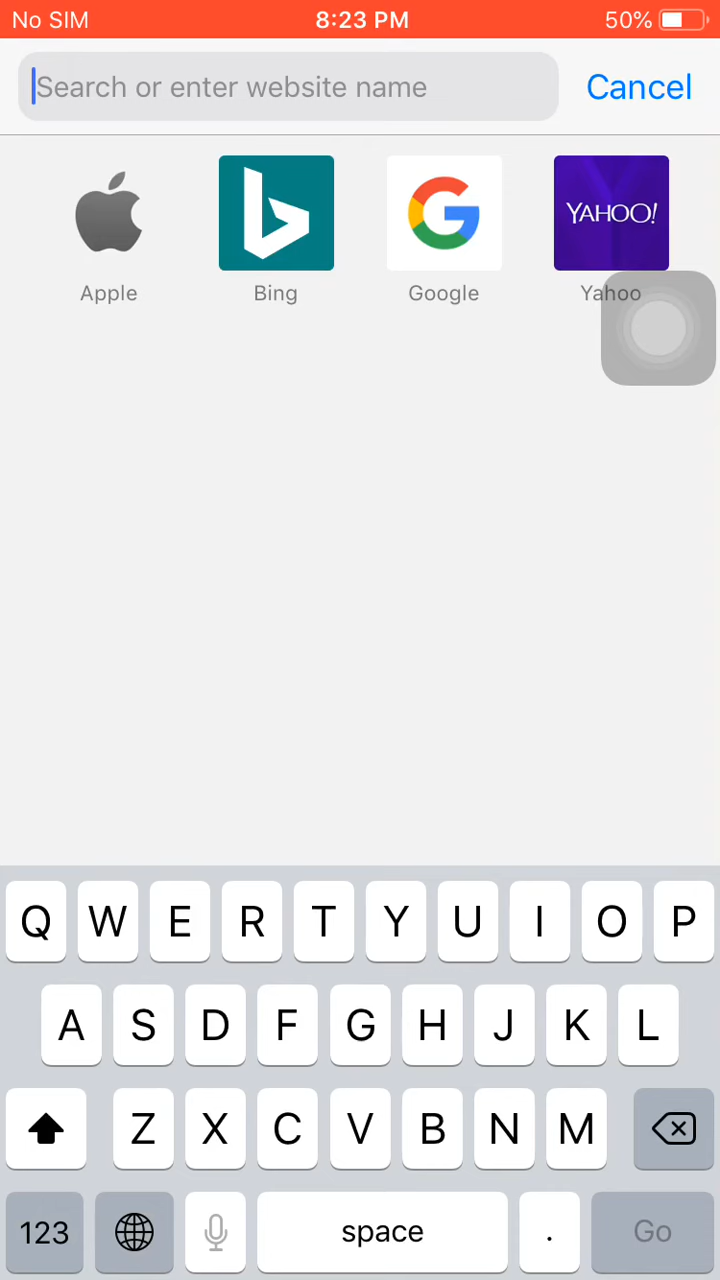 No SIM 8:23 PM 50%
Search or enter website name Cancel
YAHOO!
Apple Bing Google Yahoo
Q W E R T Y U I O P
A S D F G H J K L
Z X C V B N M
123 space . Go